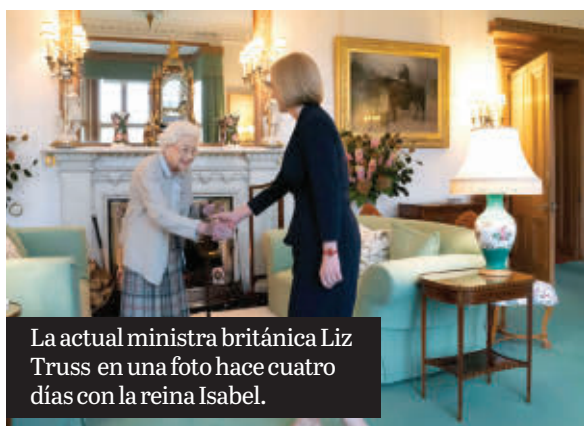 La actual ministra británica Liz
Truss en una foto hace cuatro
días con la reina Isabel.